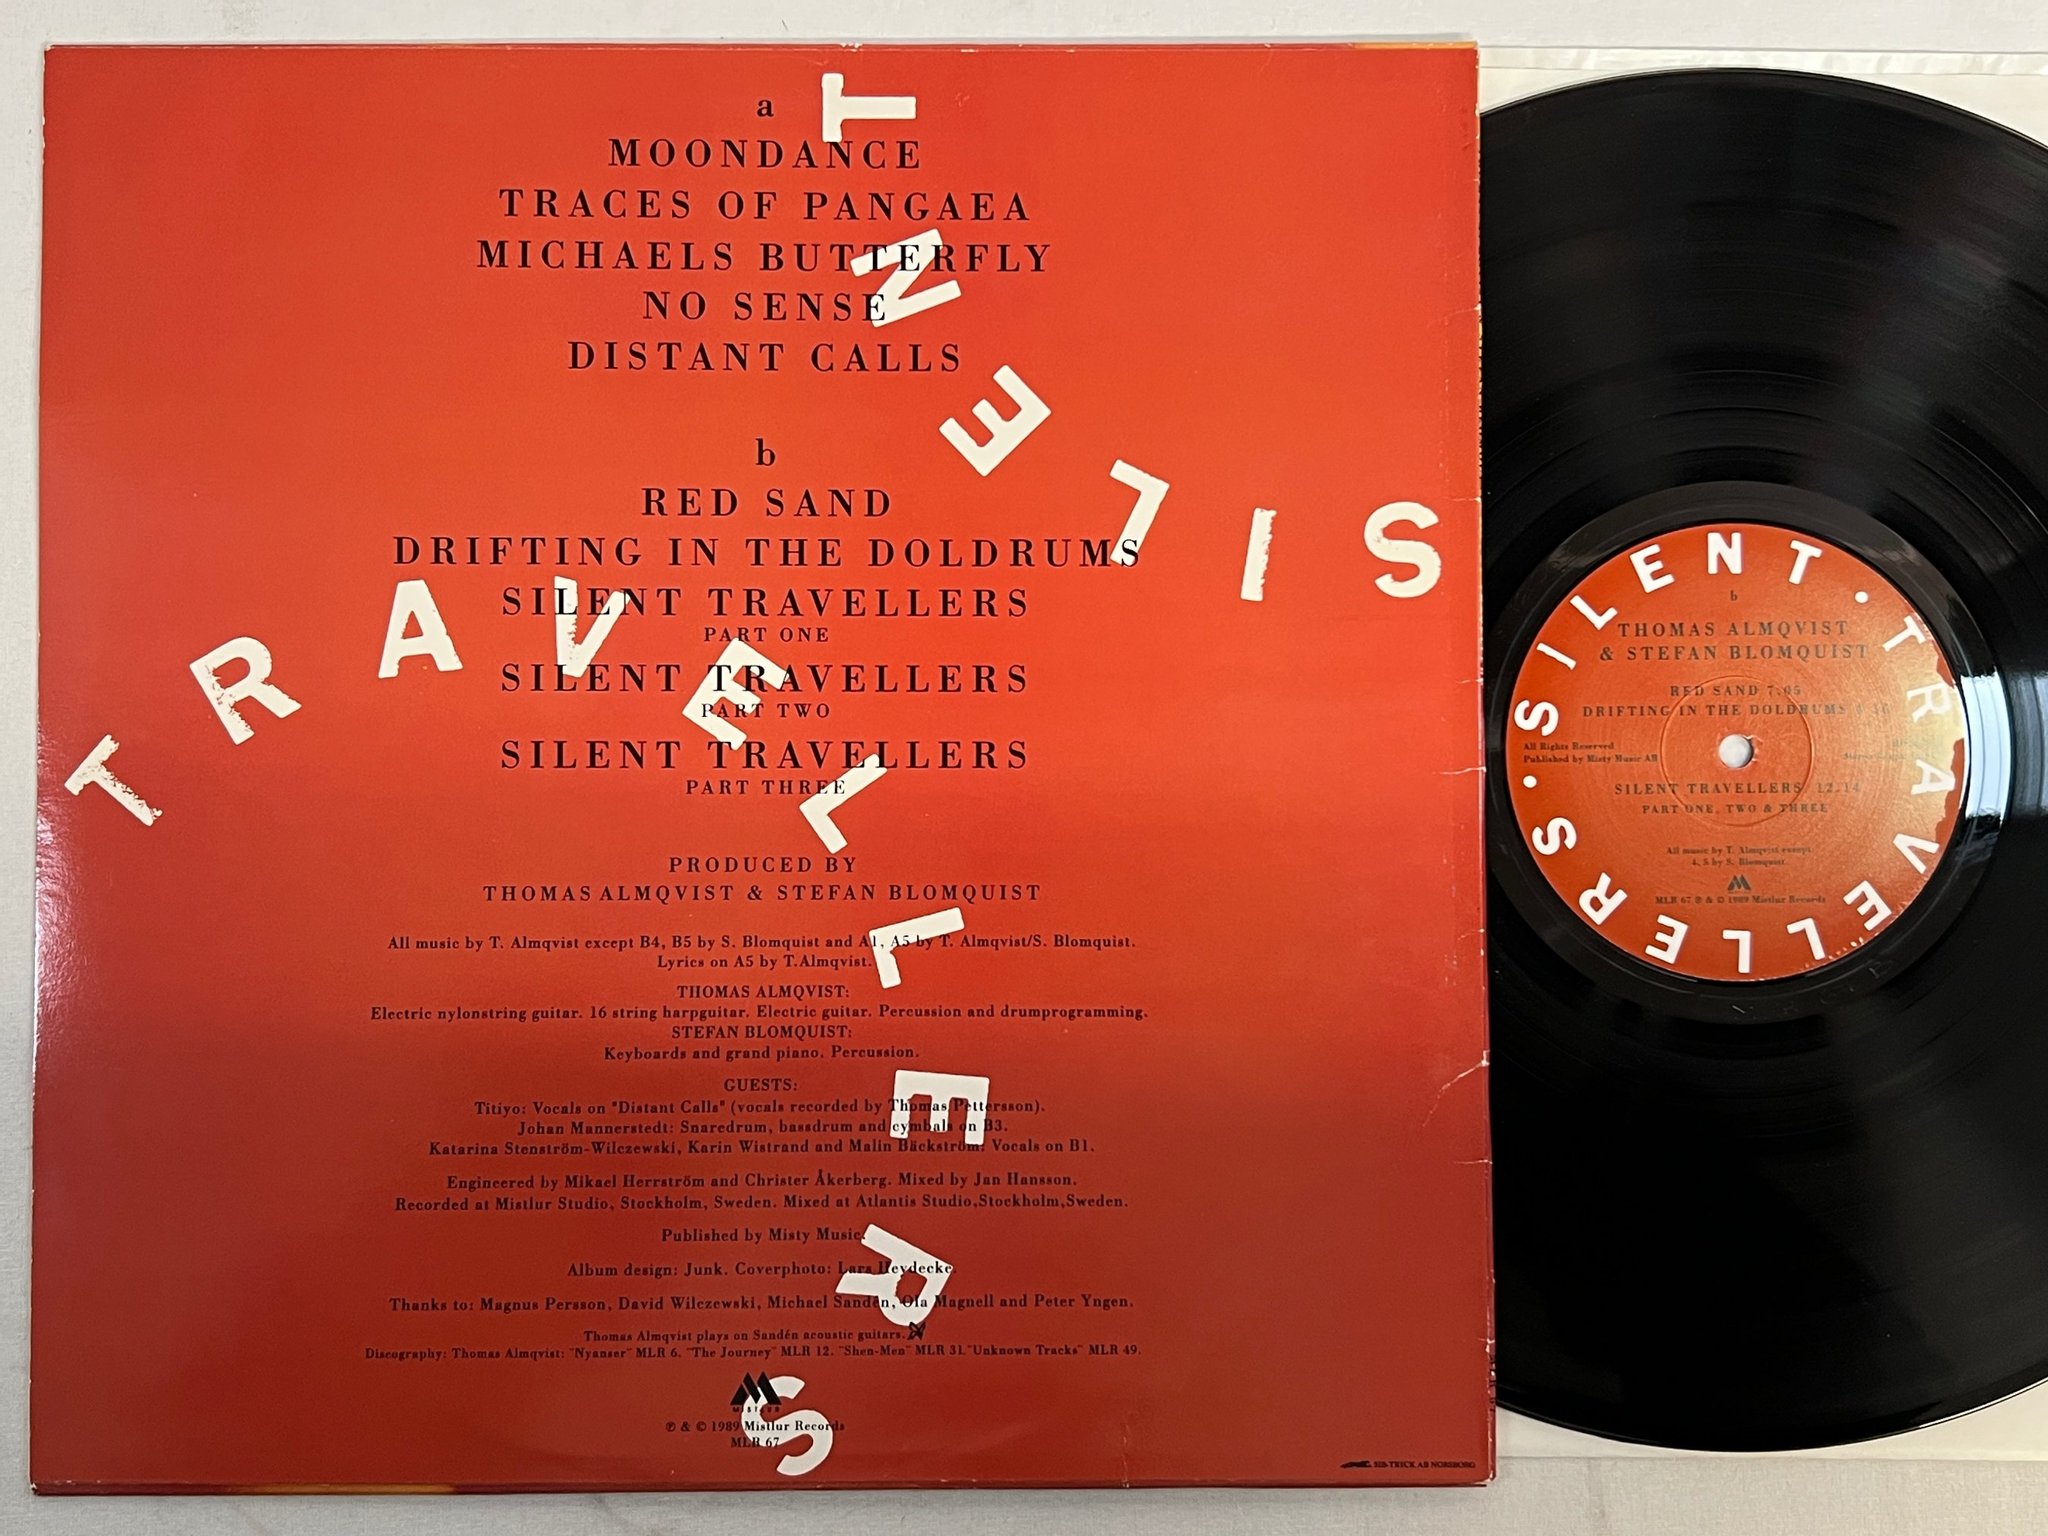 a
MOONDANCE
TRACES OF PANGAEA
MICHAELS BUTTERFLY
NO SENSE
DISTANT CALLS
b
RED SAND
DRIFTING IN THE DOLDRUMS
SILENT TRAVELLERS
PART ONE
SILENT TRAVELLERS
PART TWO
SILENT TRAVELLERS
PART THREE
SILENT
TRAVELLERS
PRODUCED BY
THOMAS ALMQVIST & STEFAN BLOMQUIST
All music by T. Almqvist except B4, B5 by S. Blomquist and A1, A5 by T. Almqvist/S. Blomquist.
Lyrics on A5 by T.Almqvist.
THOMAS ALMQVIST:
Electric nylonstring guitar. 16 string harpguitar. Electric guitar. Percussion and drumprogramming.
STEFAN BLOMQUIST:
Keyboards and grand piano. Percussion.
GUESTS:
Titiyo: Vocals on "Distant Calls" (vocals recorded by Thomas Pettersson).
Johan Mannerstedt: Snaredrum, bassdrum and cymbals on B3.
Katarina Stenström-Wilczewski, Karin Wistrand and Malin Bäckström: Vocals on B1.
Engineered by Mikael Herrström and Christer Åkerberg. Mixed by Jan Hansson.
Recorded at Mistlur Studio, Stockholm, Sweden. Mixed at Atlantis Studio,Stockholm,Sweden.
Published by Misty Music.
Album design: Junk. Coverphoto: Lars Heydecke.
Thanks to: Magnus Persson, David Wilczewski, Michael Sandén, Ola Magnell and Peter Yngen.
Thomas Almqvist plays on Sandén acoustic guitars.
Discography: Thomas Almqvist: "Nyanser" MLR 6. "The Journey" MLR 12. "Shen-Men" MLR 31."Unknown Tracks" MLR 49.
MISTLUR
℗ & © 1989 Mistlur Records
MLR 67
SIB-TRYCK AB NORSBORG
SILENT · TRAVELLERS ·
b
THOMAS ALMQVIST
& STEFAN BLOMQUIST
RED SAND 7.05
DRIFTING IN THE DOLDRUMS
All Rights Reserved
Published by Misty Music AB
SILENT TRAVELLERS 12.14
PART ONE, TWO & THREE
All music by T. Almqvist except
4, 5 by S. Blomquist.
MLR 67 ℗ & © 1989 Mistlur Records